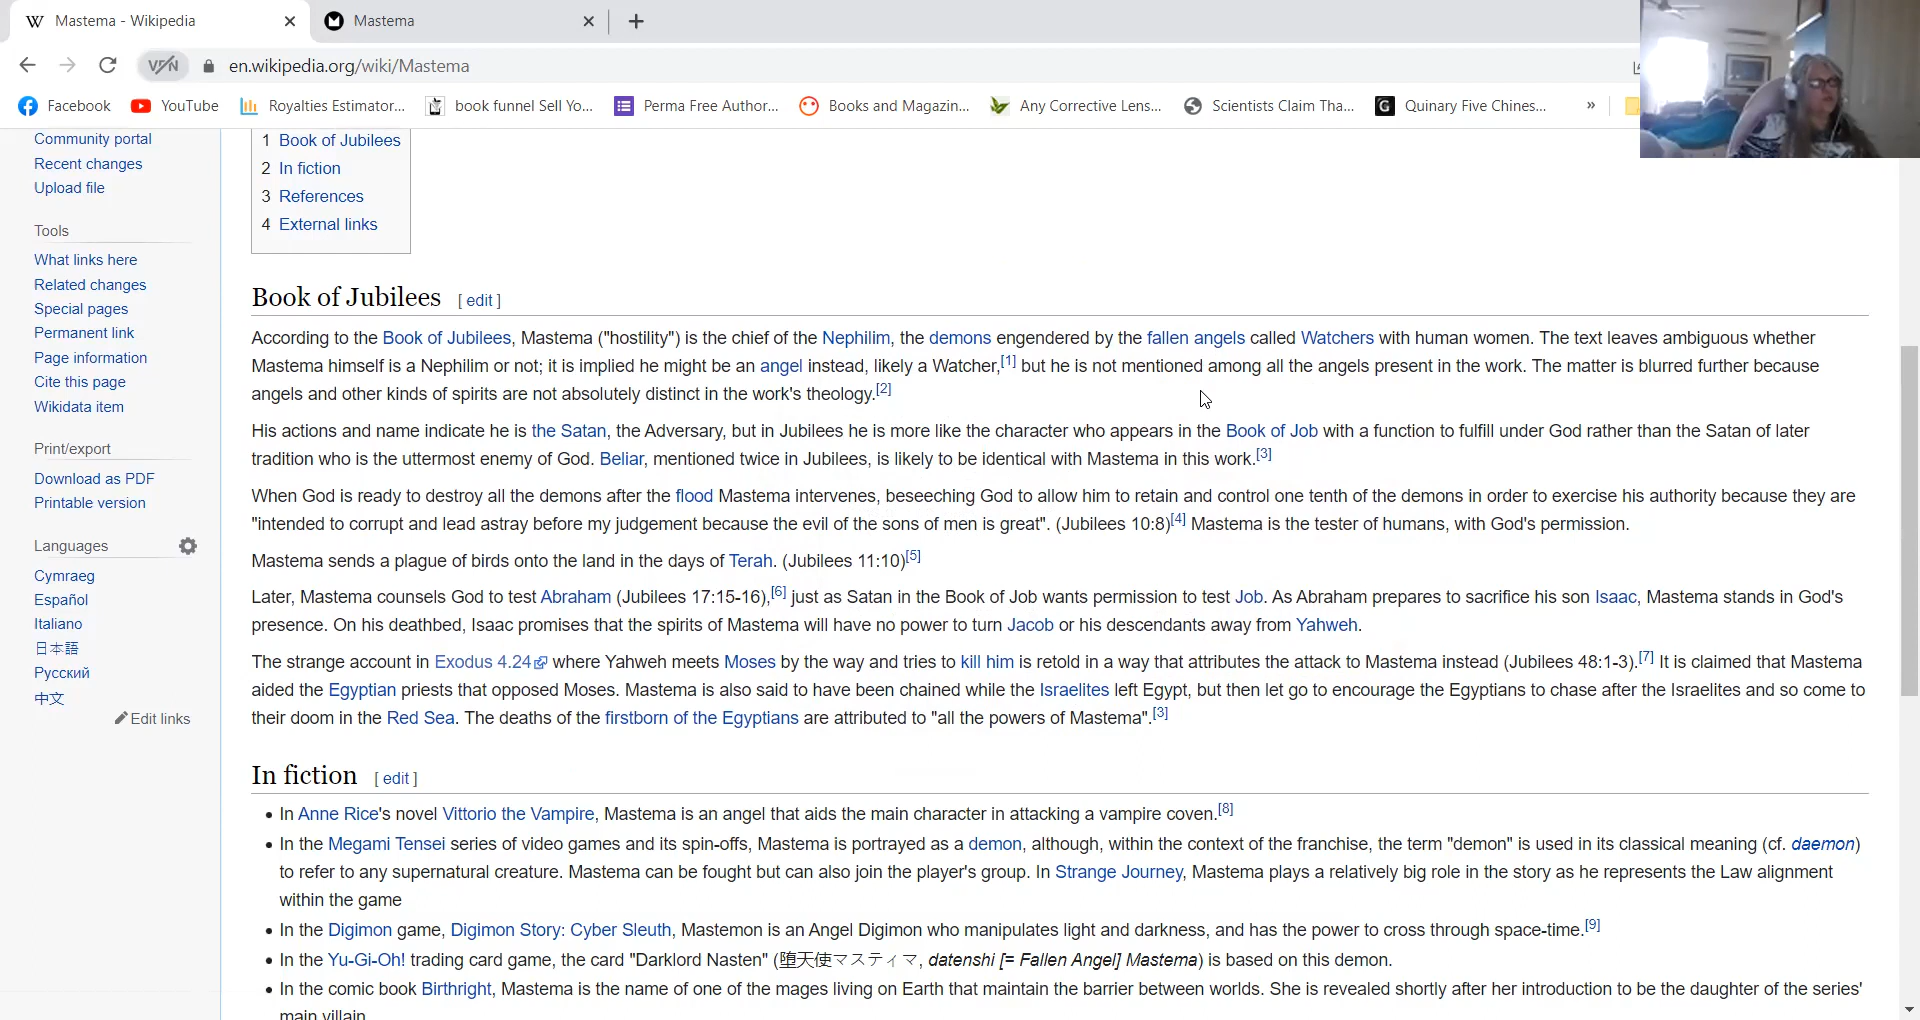 Mastema - Wikipedia
Mastema
VPN
en.wikipedia.org/wiki/Mastema
Facebook
YouTube
Royalties Estimator...
book funnel Sell Yo...
Perma Free Author...
Books and Magazin...
Any Corrective Lens...
Scientists Claim Tha...
Quinary Five Chines...
»
Community portal
Recent changes
Upload file
Tools
What links here
Related changes
Special pages
Permanent link
Page information
Cite this page
Wikidata item
Print/export
Download as PDF
Printable version
Languages
Cymraeg
Español
Italiano
日本語
Русский
中文
Edit links
1 Book of Jubilees
2 In fiction
3 References
4 External links
Book of Jubilees [ edit ]
According to the Book of Jubilees, Mastema ("hostility") is the chief of the Nephilim, the demons engendered by the fallen angels called Watchers with human women. The text leaves ambiguous whether
Mastema himself is a Nephilim or not; it is implied he might be an angel instead, likely a Watcher,[1] but he is not mentioned among all the angels present in the work. The matter is blurred further because
angels and other kinds of spirits are not absolutely distinct in the work's theology.[2]
His actions and name indicate he is the Satan, the Adversary, but in Jubilees he is more like the character who appears in the Book of Job with a function to fulfill under God rather than the Satan of later
tradition who is the uttermost enemy of God. Beliar, mentioned twice in Jubilees, is likely to be identical with Mastema in this work.[3]
When God is ready to destroy all the demons after the flood Mastema intervenes, beseeching God to allow him to retain and control one tenth of the demons in order to exercise his authority because they are
"intended to corrupt and lead astray before my judgement because the evil of the sons of men is great". (Jubilees 10:8)[4] Mastema is the tester of humans, with God's permission.
Mastema sends a plague of birds onto the land in the days of Terah. (Jubilees 11:10)[5]
Later, Mastema counsels God to test Abraham (Jubilees 17:15-16),[6] just as Satan in the Book of Job wants permission to test Job. As Abraham prepares to sacrifice his son Isaac, Mastema stands in God's
presence. On his deathbed, Isaac promises that the spirits of Mastema will have no power to turn Jacob or his descendants away from Yahweh.
The strange account in Exodus 4.24 where Yahweh meets Moses by the way and tries to kill him is retold in a way that attributes the attack to Mastema instead (Jubilees 48:1-3).[7] It is claimed that Mastema
aided the Egyptian priests that opposed Moses. Mastema is also said to have been chained while the Israelites left Egypt, but then let go to encourage the Egyptians to chase after the Israelites and so come to
their doom in the Red Sea. The deaths of the firstborn of the Egyptians are attributed to "all the powers of Mastema".[3]
In fiction [ edit ]
• In Anne Rice's novel Vittorio the Vampire, Mastema is an angel that aids the main character in attacking a vampire coven.[8]
• In the Megami Tensei series of video games and its spin-offs, Mastema is portrayed as a demon, although, within the context of the franchise, the term "demon" is used in its classical meaning (cf. daemon)
to refer to any supernatural creature. Mastema can be fought but can also join the player's group. In Strange Journey, Mastema plays a relatively big role in the story as he represents the Law alignment
within the game
• In the Digimon game, Digimon Story: Cyber Sleuth, Mastemon is an Angel Digimon who manipulates light and darkness, and has the power to cross through space-time.[9]
• In the Yu-Gi-Oh! trading card game, the card "Darklord Nasten" (堕天使マスティマ, datenshi [= Fallen Angel] Mastema) is based on this demon.
• In the comic book Birthright, Mastema is the name of one of the mages living on Earth that maintain the barrier between worlds. She is revealed shortly after her introduction to be the daughter of the series'
main villain.